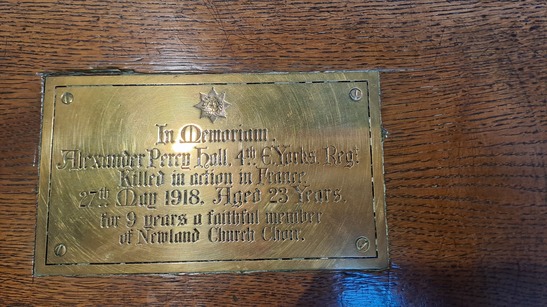 In Memoriam.
Alexander Percy Holl, 4th E. Yorks. Regt.
Killed in action in France.
27th May 1918. Aged 23 Years.
for 9 years a faithful member
of Newland Church Choir.